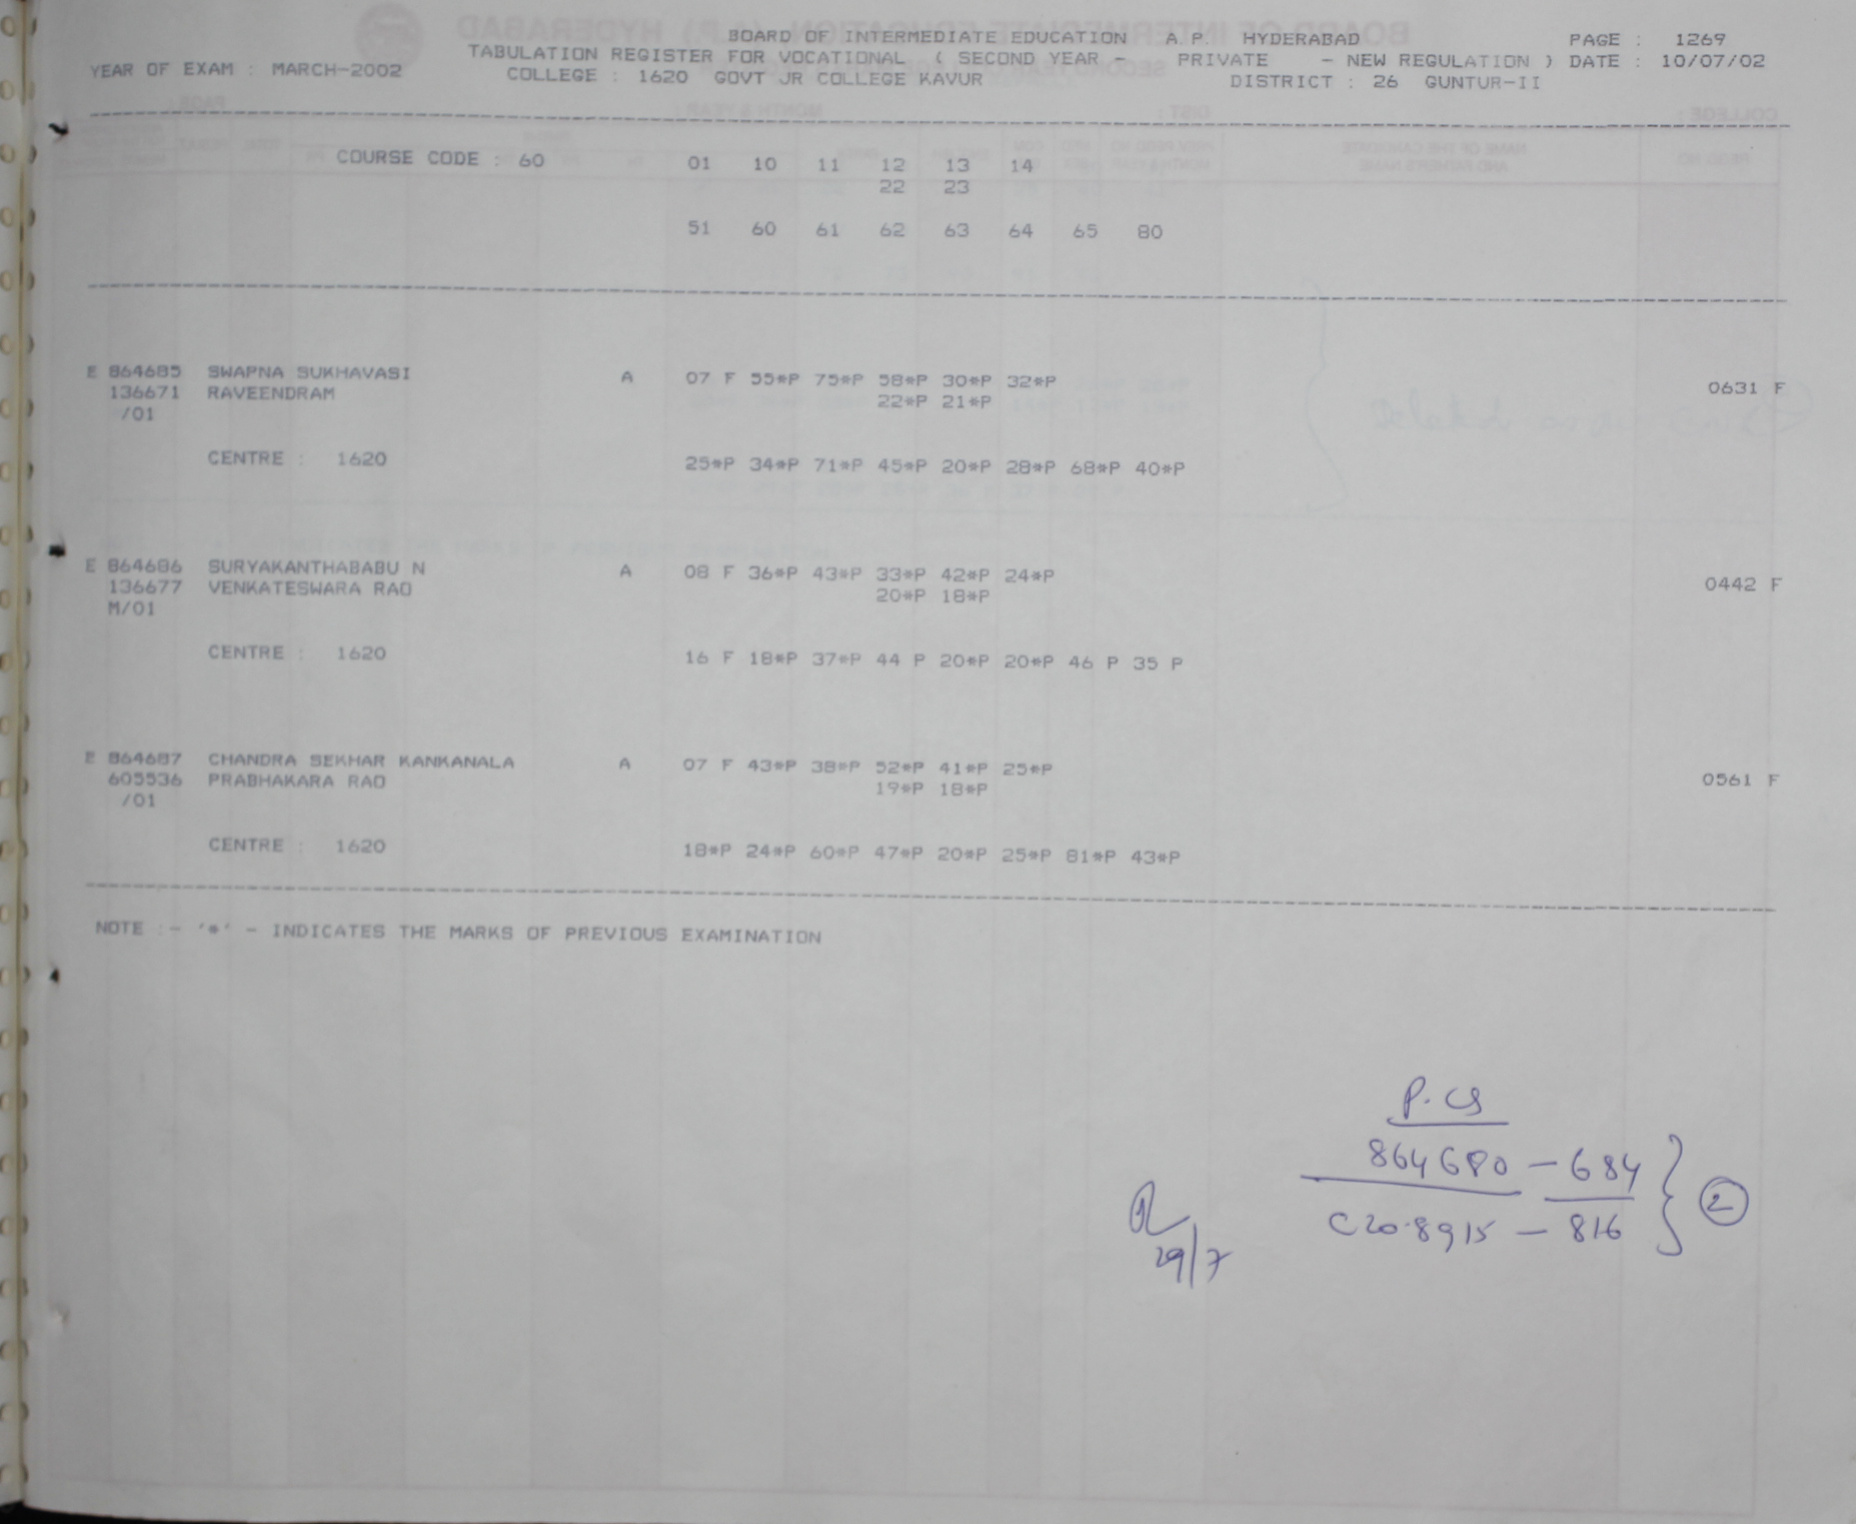 BOARD OF INTERMEDIATE EDUCATION A.P. HYDERABAD PAGE : 1269
TABULATION REGISTER FOR VOCATIONAL ( SECOND YEAR - PRIVATE - NEW REGULATION ) DATE : 10/07/02
YEAR OF EXAM : MARCH-2002 COLLEGE : 1620 GOVT JR COLLEGE KAVUR DISTRICT : 26 GUNTUR-II
COURSE CODE : 60 01 10 11 12 13 14
22 23
51 60 61 62 63 64 65 80
E 864685 SWAPNA SUKHAVASI A 07 F 55*P 75*P 58*P 30*P 32*P 0631 F
136671 RAVEENDRAM 22*P 21*P
/01
CENTRE : 1620 25*P 34*P 71*P 45*P 20*P 28*P 68*P 40*P
E 864686 SURYAKANTHABABU N A 08 F 36*P 43*P 33*P 42*P 24*P 0442 F
136677 VENKATESWARA RAO 20*P 18*P
M/01
CENTRE : 1620 16 F 18*P 37*P 44 P 20*P 20*P 46 P 35 P
E 864687 CHANDRA SEKHAR KANKANALA A 07 F 43*P 38*P 52*P 41*P 25*P 0561 F
605536 PRABHAKARA RAO 19*P 18*P
/01
CENTRE : 1620 18*P 24*P 60*P 47*P 20*P 25*P 81*P 43*P
NOTE :- '*' - INDICATES THE MARKS OF PREVIOUS EXAMINATION
864680 - 684
C208915 - 816
2
29/7